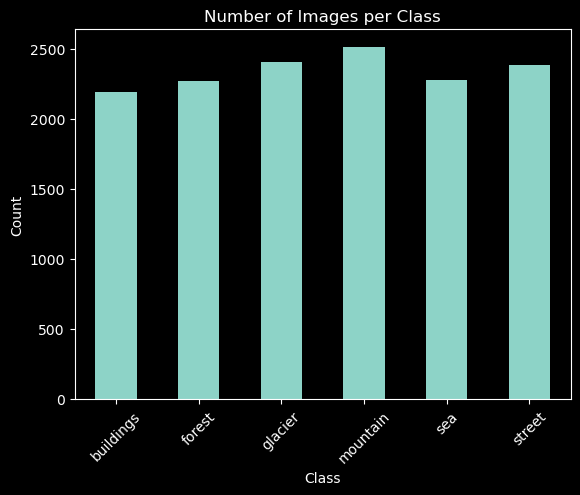 Number of Images per Class
2500
2000
1500
1000
500
0
Count
buildings
forest
glacier
mountain
sea
street
Class